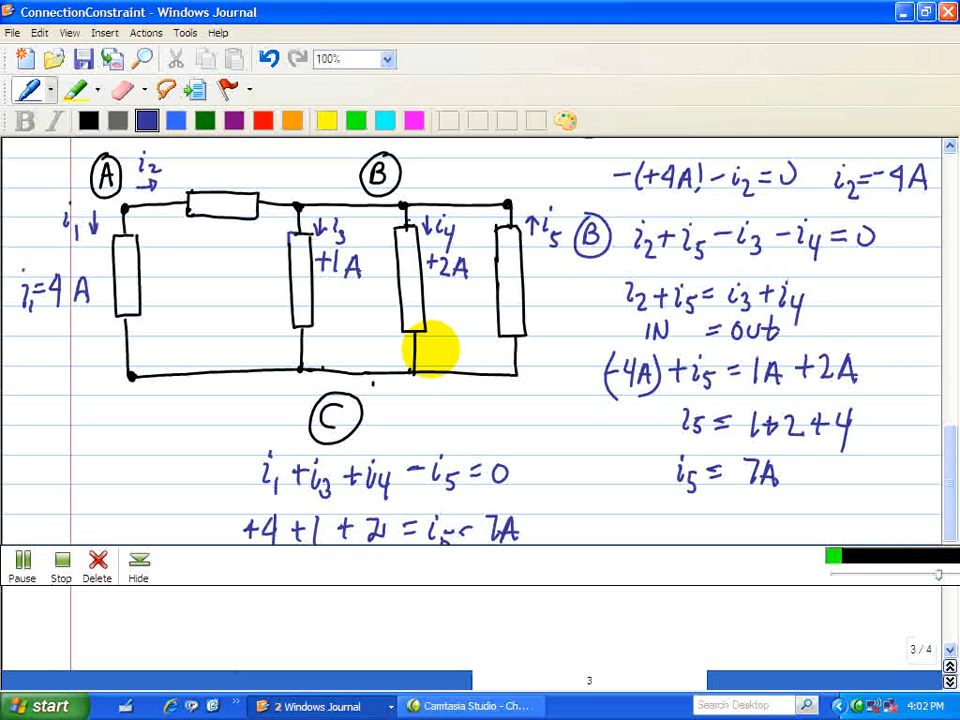 ConnectionConstraint - Windows Journal
File Edit View Insert Actions Tools Help
100%
B I
A i2 B
-(+4A) - i2 = 0 i2 = -4A
i1 i3 i4 i5
+1A +2A
B i2 + i5 - i3 - i4 = 0
i1 = 4 A
i2 + i5 = i3 + i4
IN = OUT
(-4A) + i5 = 1A + 2A
C
i5 = 1 + 2 + 4
i1 + i3 + i4 - i5 = 0
i5 = 7A
+4 + 1 + 2 = i5 = 7A
Pause Stop Delete Hide
3 / 4
3
start
2 Windows Journal
Camtasia Studio - Ch...
Search Desktop
4:02 PM